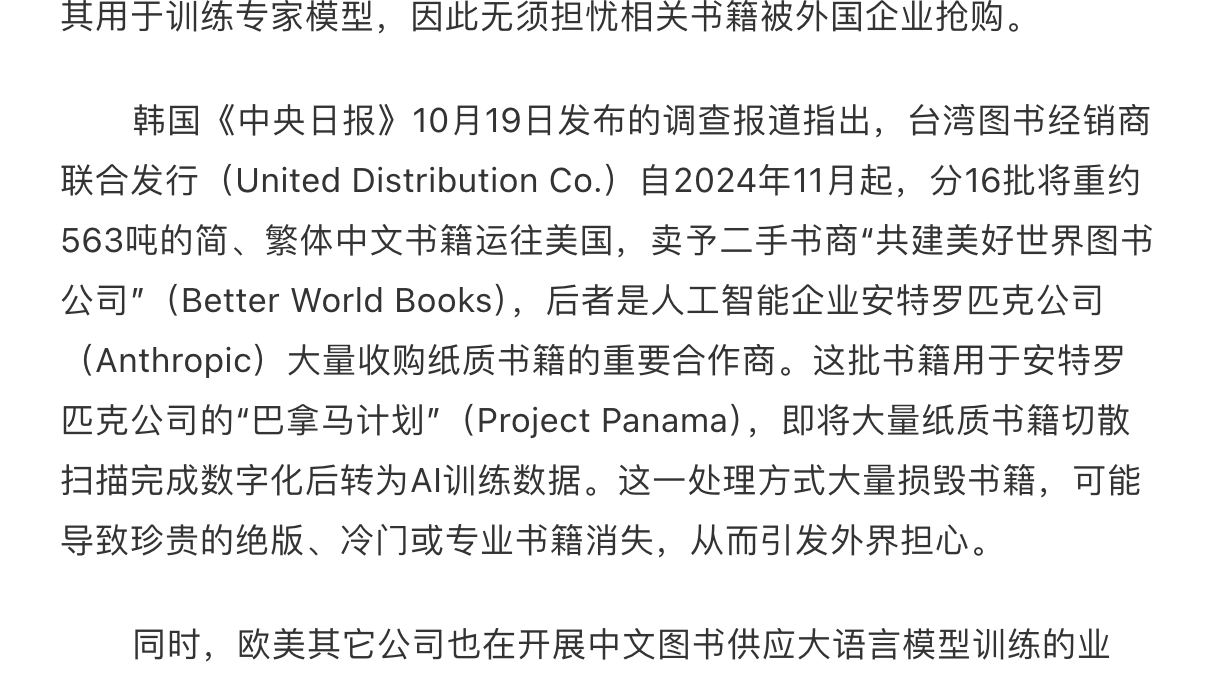 其用于训练专家模型，因此无须担忧相关书籍被外国企业抢购。
韩国《中央日报》10月19日发布的调查报道指出，台湾图书经销商
联合发行（United Distribution Co.）自2024年11月起，分16批将重约
563吨的简、繁体中文书籍运往美国，卖予二手书商“共建美好世界图书
公司”（Better World Books），后者是人工智能企业安特罗匹克公司
（Anthropic）大量收购纸质书籍的重要合作商。这批书籍用于安特罗
匹克公司的“巴拿马计划”（Project Panama），即将大量纸质书籍切散
扫描完成数字化后转为AI训练数据。这一处理方式大量损毁书籍，可能
导致珍贵的绝版、冷门或专业书籍消失，从而引发外界担心。
同时，欧美其它公司也在开展中文图书供应大语言模型训练的业